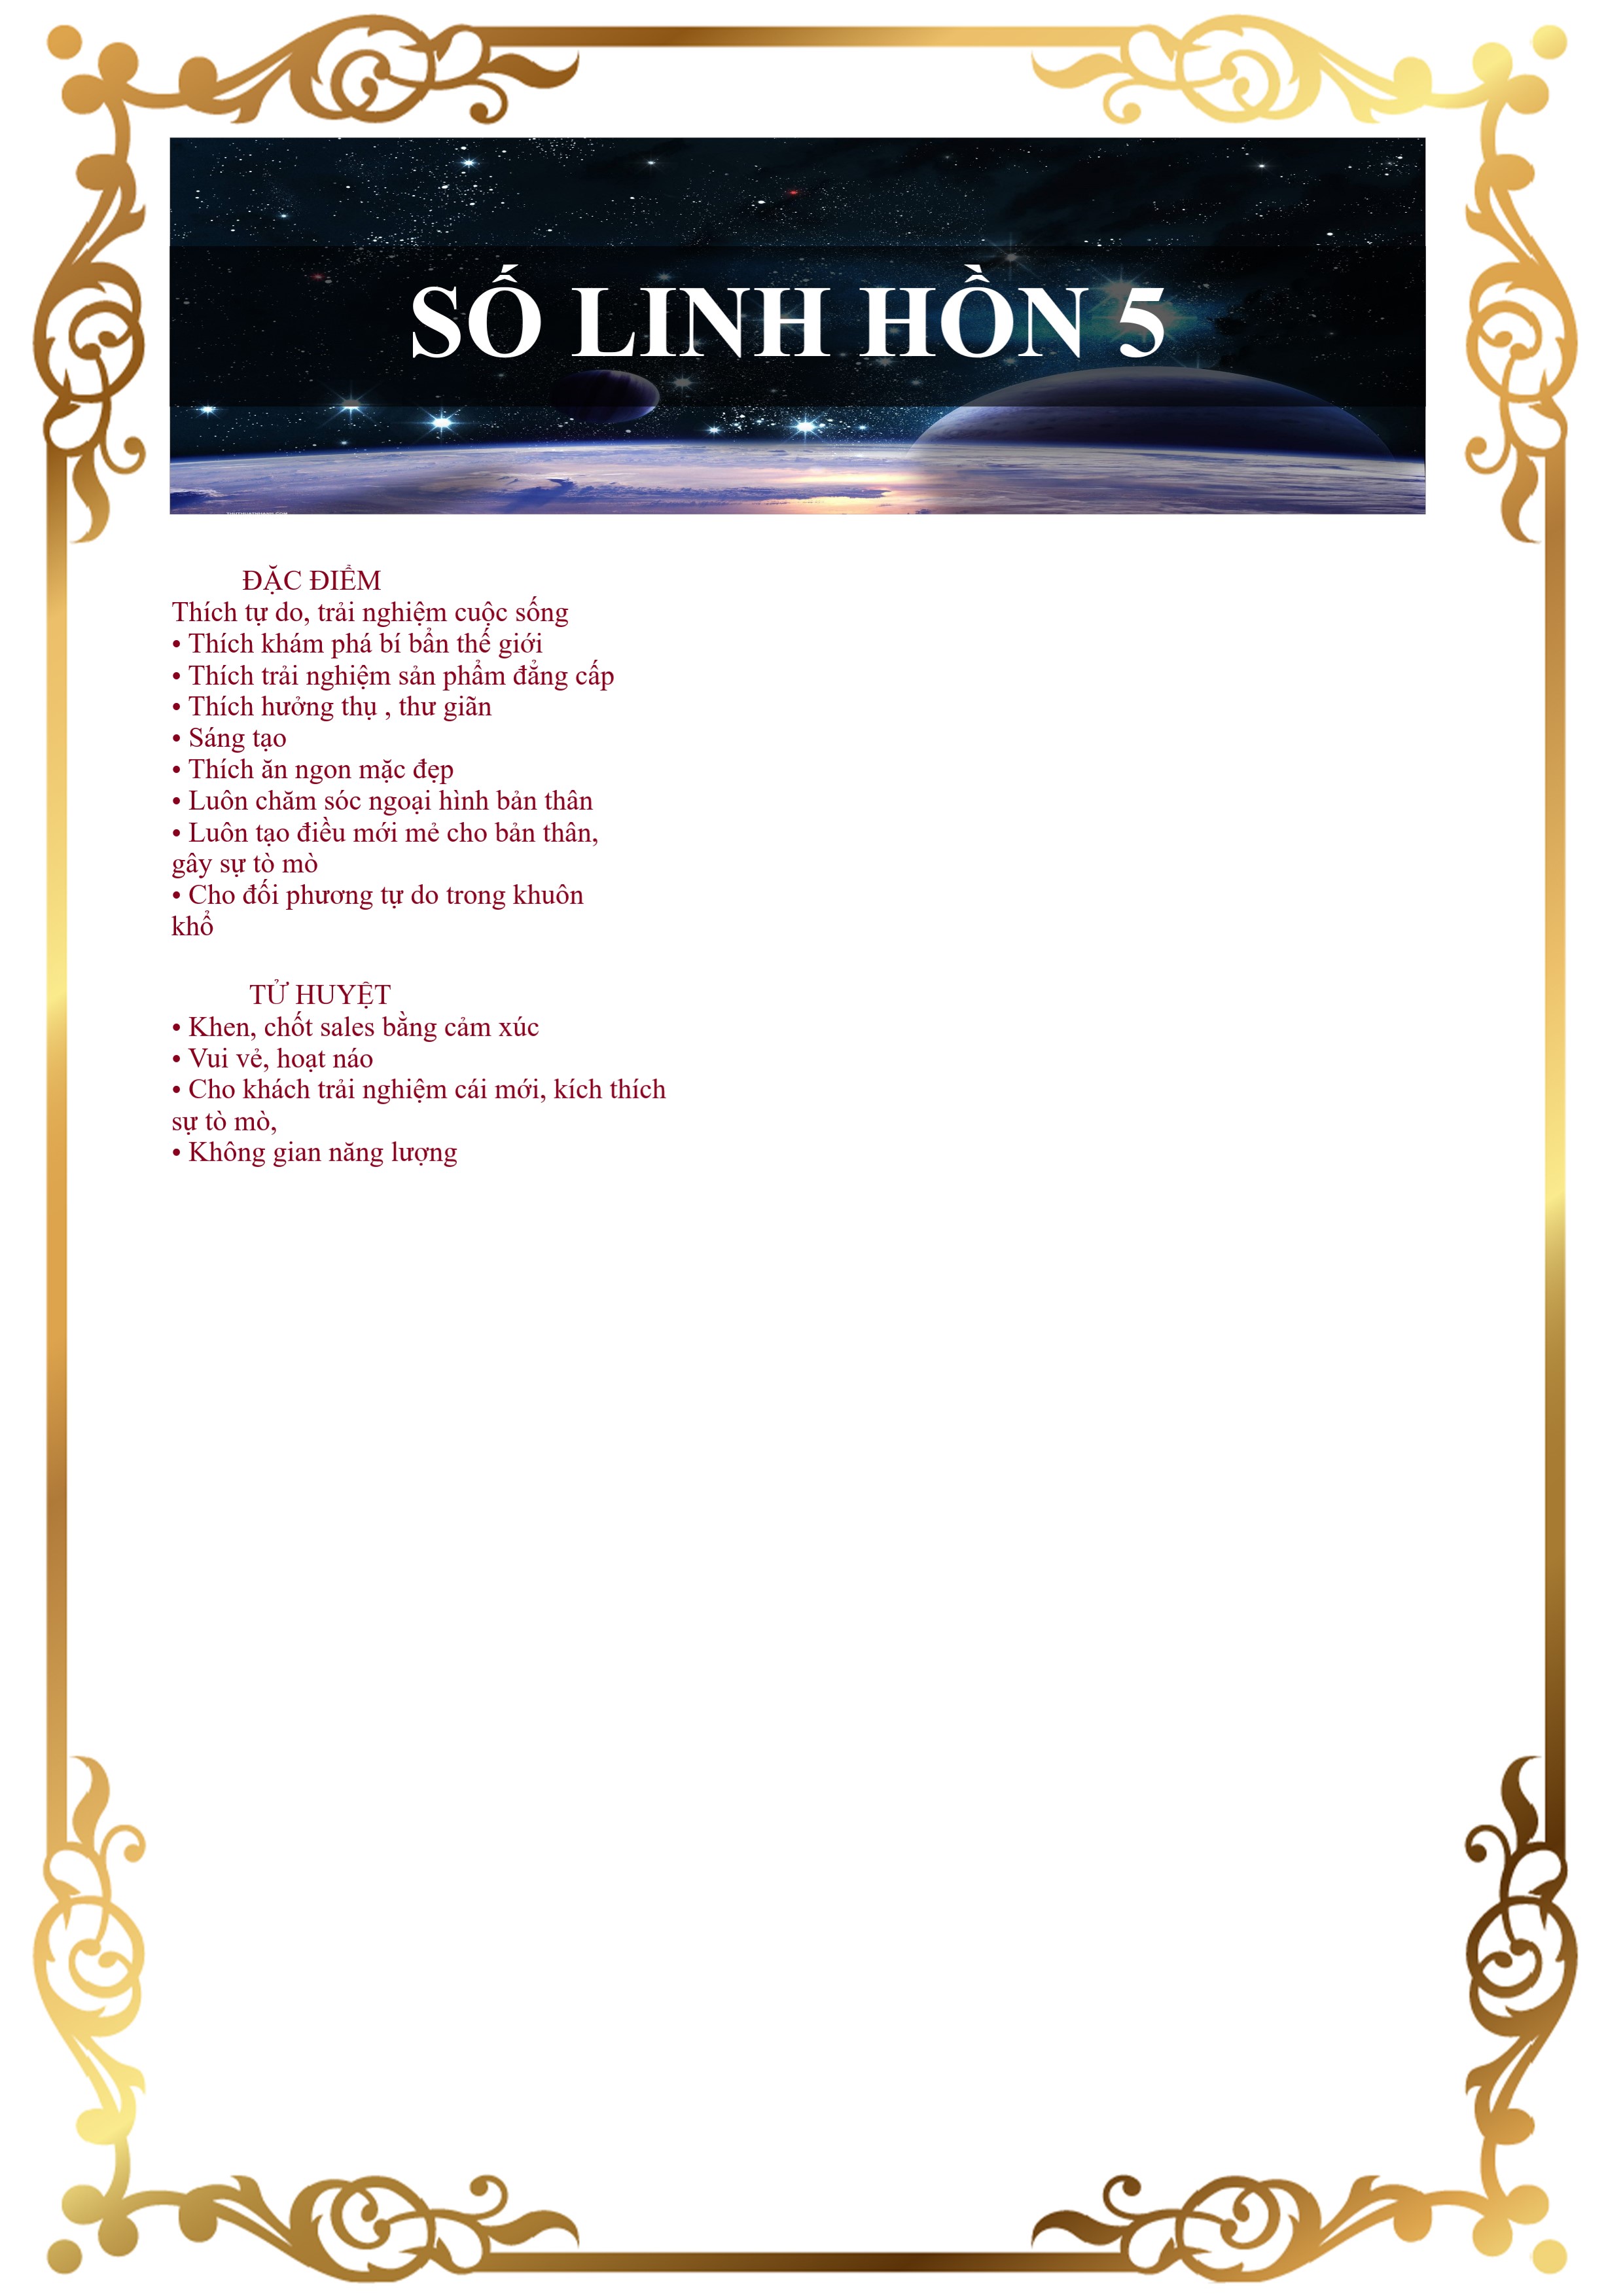 SỐ LINH HỒN 5
ĐẶC ĐIỂM
Thích tự do, trải nghiệm cuộc sống
• Thích khám phá bí bẩn thế giới
• Thích trải nghiệm sản phẩm đẳng cấp
• Thích hưởng thụ , thư giãn
• Sáng tạo
• Thích ăn ngon mặc đẹp
• Luôn chăm sóc ngoại hình bản thân
• Luôn tạo điều mới mẻ cho bản thân,
gây sự tò mò
• Cho đối phương tự do trong khuôn
khổ
TỬ HUYỆT
• Khen, chốt sales bằng cảm xúc
• Vui vẻ, hoạt náo
• Cho khách trải nghiệm cái mới, kích thích
sự tò mò,
• Không gian năng lượng